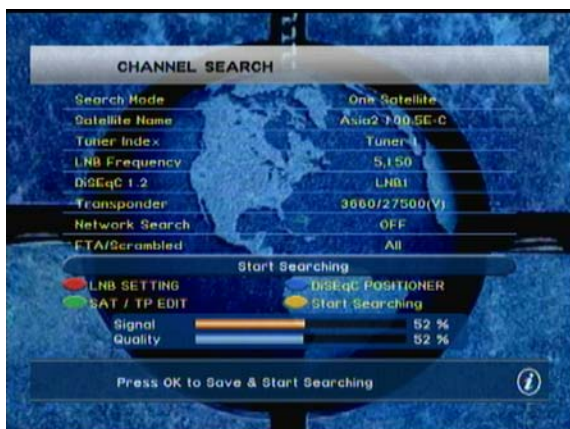 CHANNEL SEARCH
Search Mode One Satellite
Satellite Name Asia2 100.5E-C
Tuner Index Tuner 1
LNB Frequency 5,150
DiSEqC 1.2 LNB1
Transponder 3660/27500(V)
Network Search OFF
FTA/Scrambled All
Start Searching
LNB SETTING DiSEqC POSITIONER
SAT / TP EDIT Start Searching
Signal 52 %
Quality 52 %
Press OK to Save & Start Searching
i